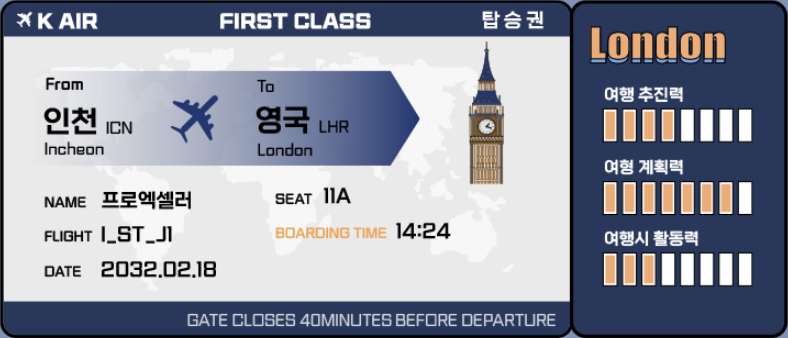 K AIR
FIRST CLASS
탑승권
From
인천 ICN
Incheon
To
영국 LHR
London
NAME 프로엑셀러
SEAT 11A
FLIGHT I_ST_J1
BOARDING TIME 14:24
DATE 2032.02.18
GATE CLOSES 40MINUTES BEFORE DEPARTURE
London
여행 추진력
여형 계획력
여행시 활동력